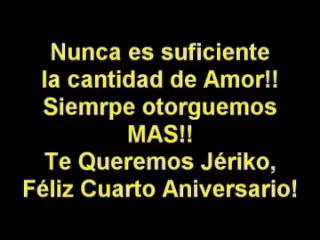 Nunca es suficiente
la cantidad de Amor!!
Siemrpe otorguemos
MAS!!
Te Queremos Jériko,
Féliz Cuarto Aniversario!